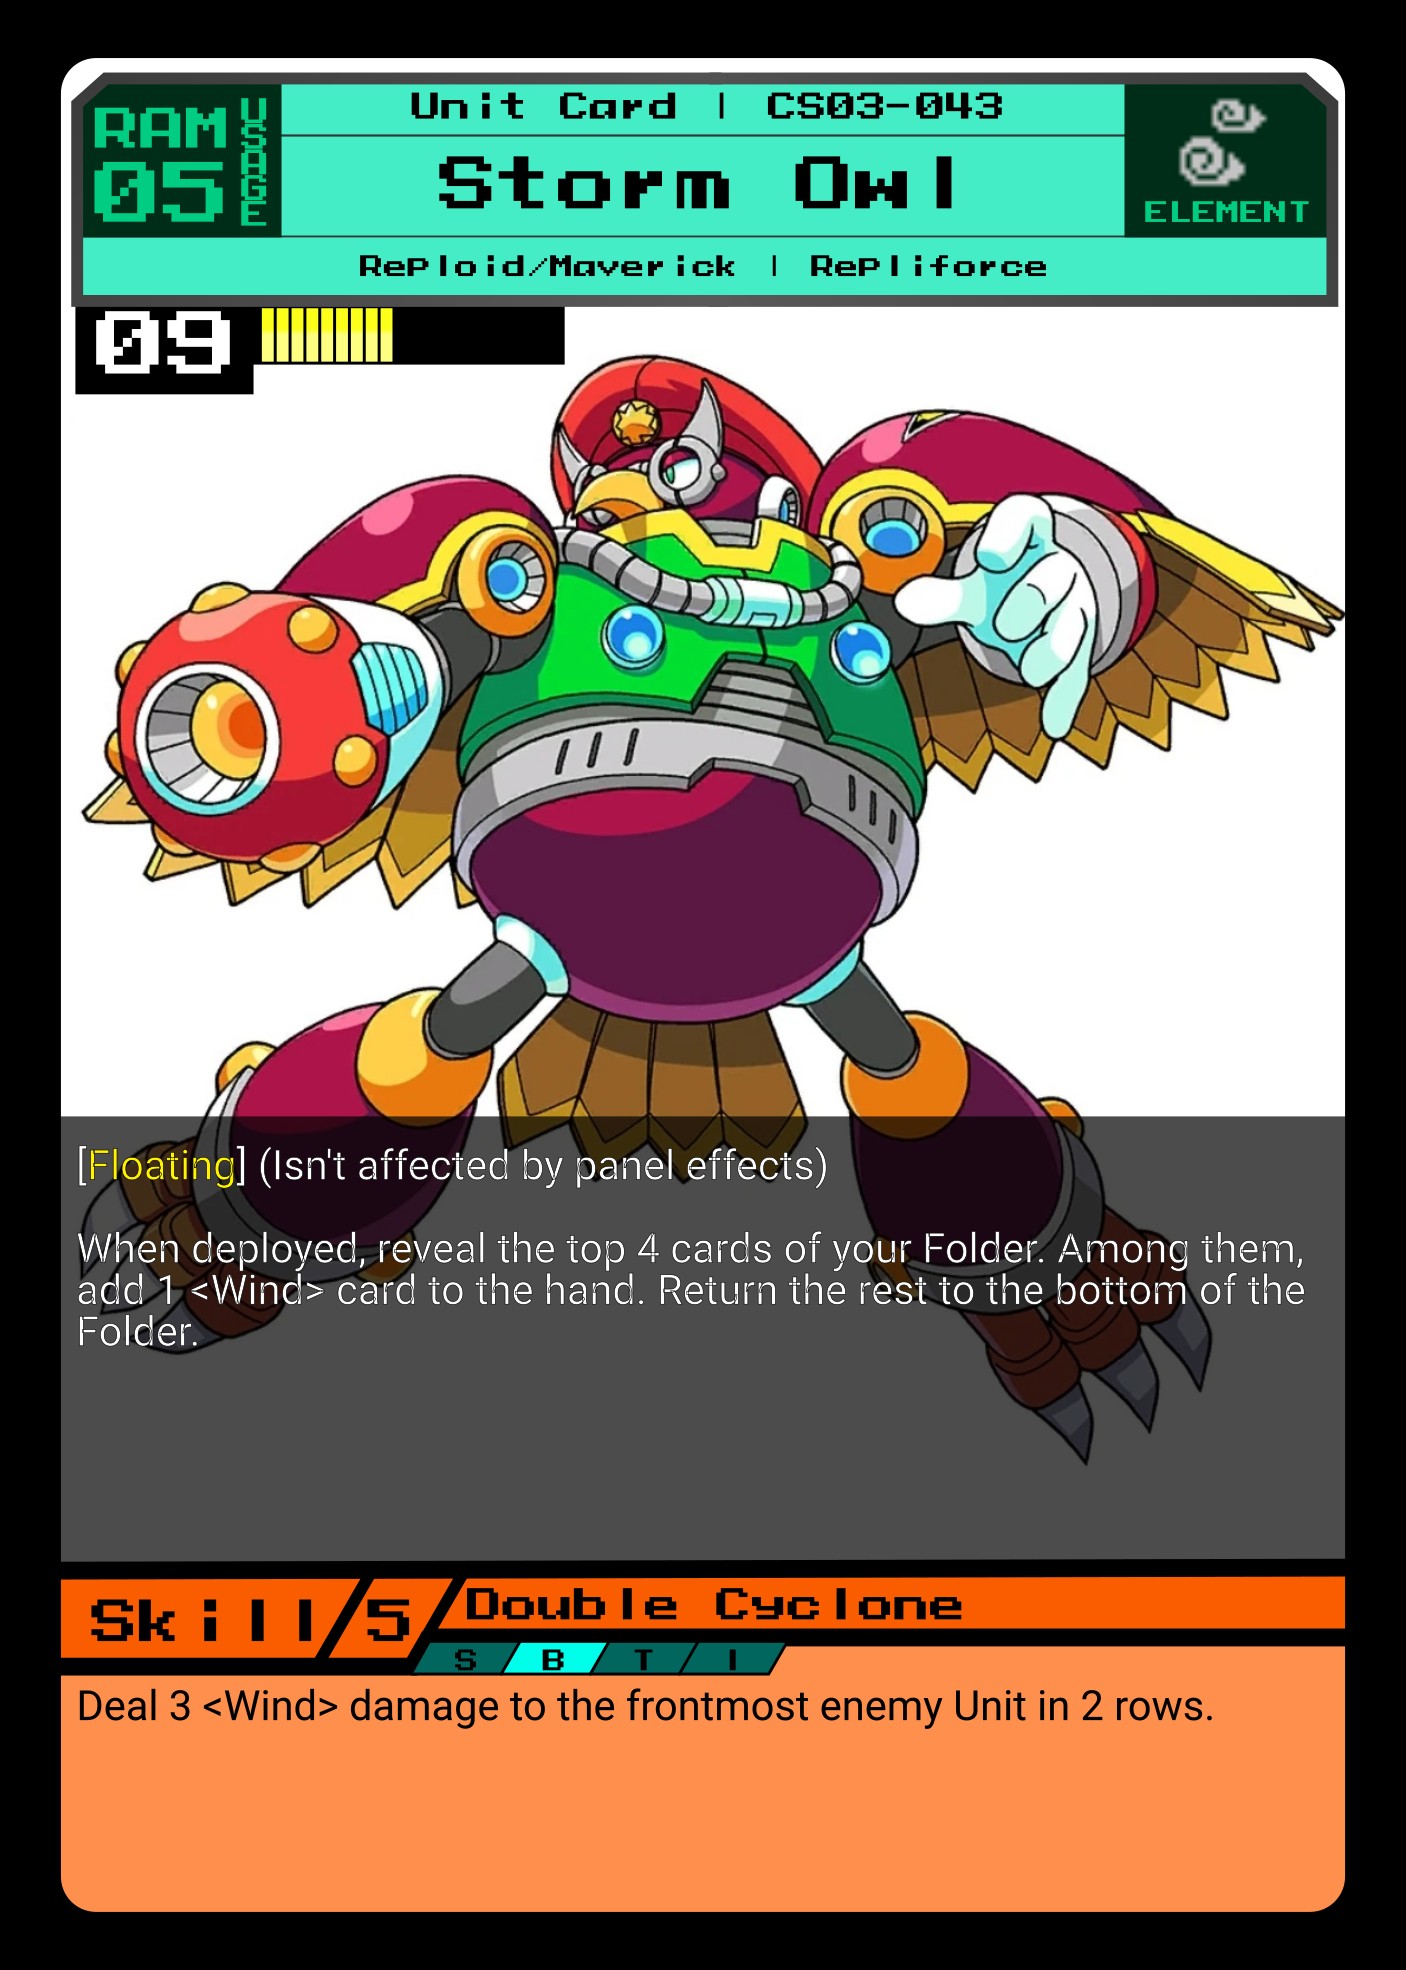 RAM
05
USAGE
Unit Card | CS03-043
Storm Owl
ELEMENT
Reploid/Maverick | Repliforce
09
[Floating] (Isn't affected by panel effects)
When deployed, reveal the top 4 cards of your Folder. Among them,
add 1 <Wind> card to the hand. Return the rest to the bottom of the
Folder.
Skill/5 Double Cyclone
S B T I
Deal 3 <Wind> damage to the frontmost enemy Unit in 2 rows.